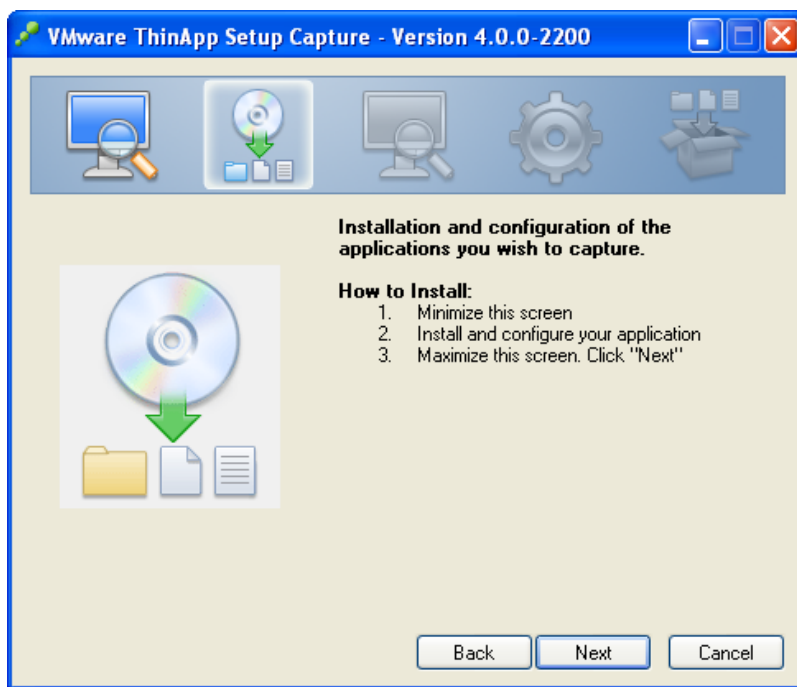 VMware ThinApp Setup Capture - Version 4.0.0-2200
Installation and configuration of the
applications you wish to capture.
How to Install:
1. Minimize this screen
2. Install and configure your application
3. Maximize this screen. Click "Next"
Back Next Cancel